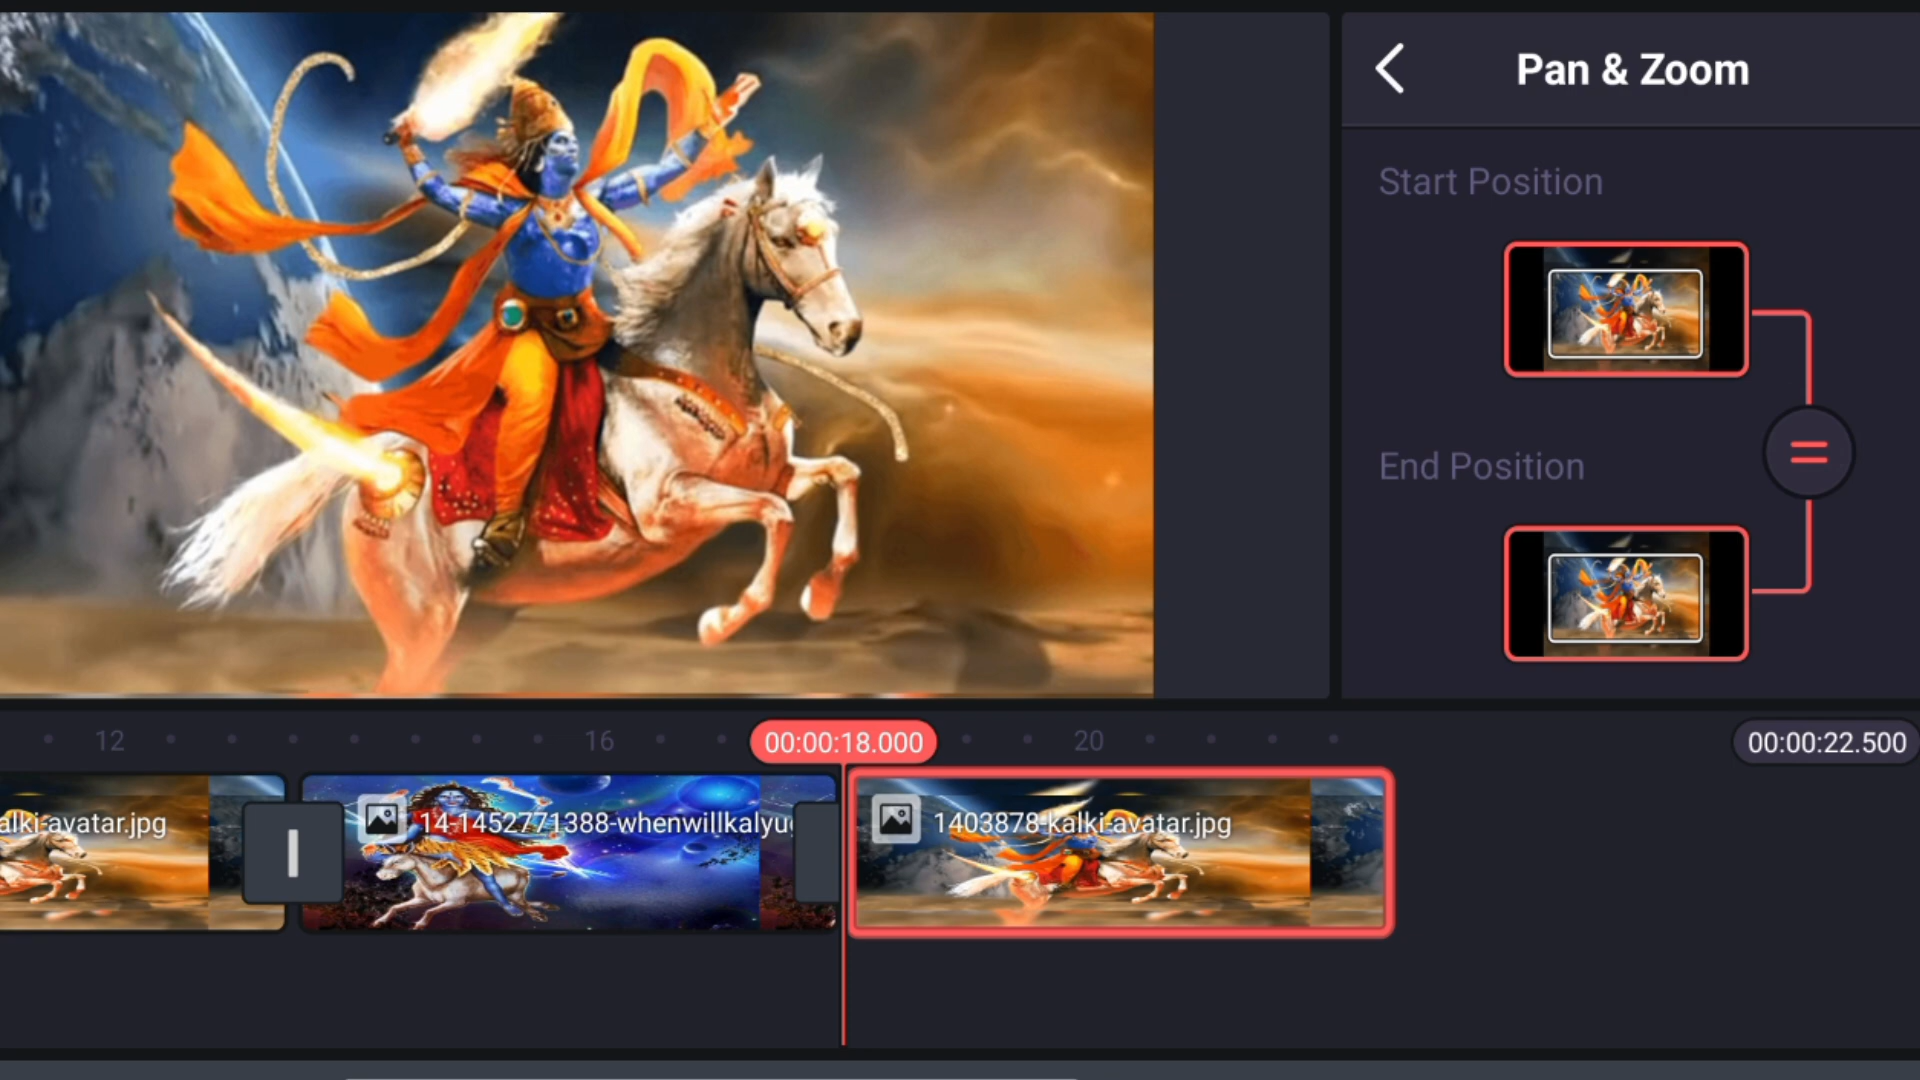 Pan & Zoom
Start Position
End Position
12
16
00:00:18.000
20
00:00:22.500
alki-avatar.jpg
14-1452771388-whenwillkalyu
1403878-kalki-avatar.jpg